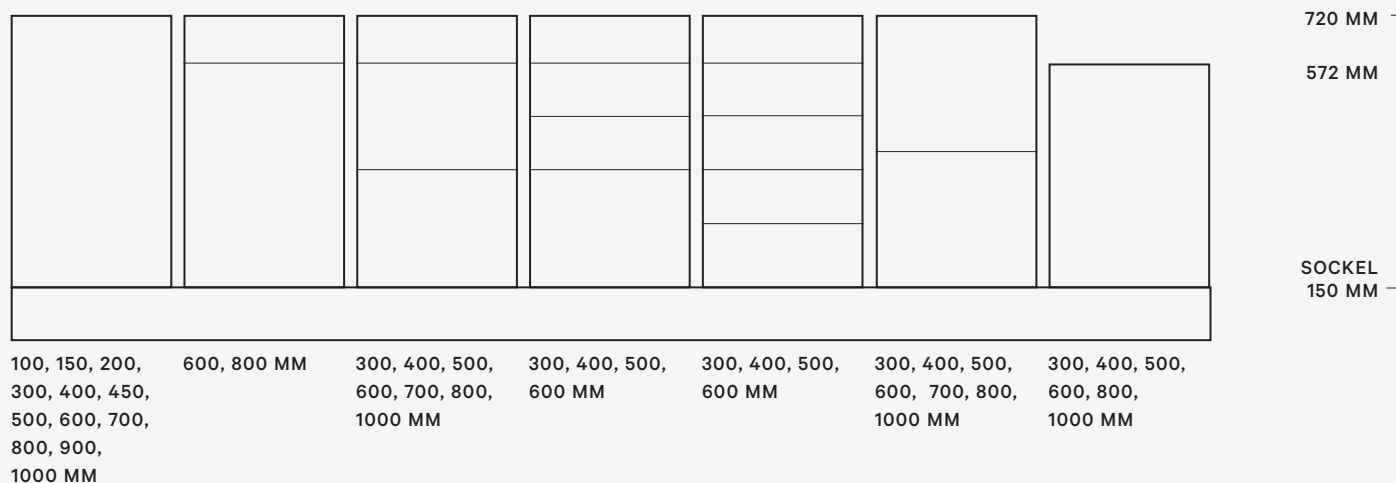 720 MM
572 MM
SOCKEL
150 MM
100, 150, 200,
300, 400, 450,
500, 600, 700,
800, 900,
1000 MM
600, 800 MM
300, 400, 500,
600, 700, 800,
1000 MM
300, 400, 500,
600 MM
300, 400, 500,
600 MM
300, 400, 500,
600,  700, 800,
1000 MM
300, 400, 500,
600, 800,
1000 MM